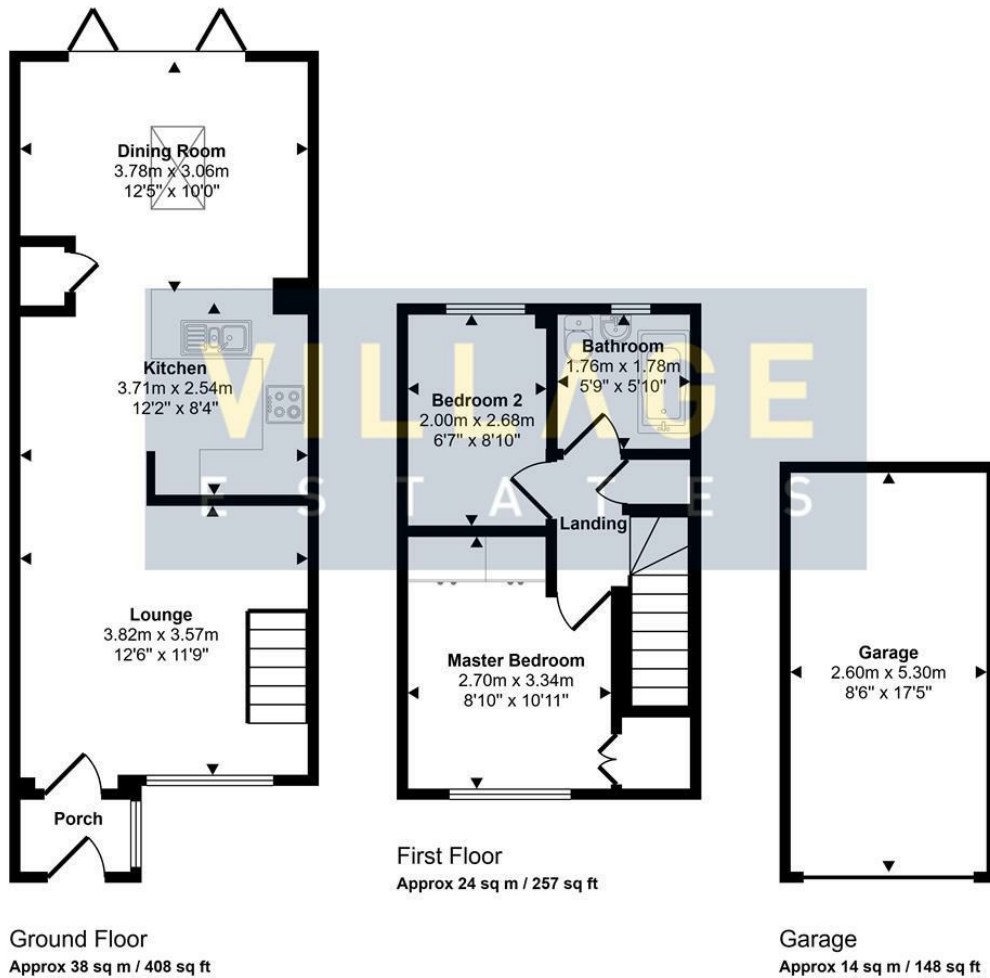 Dining Room
3.78m x 3.06m
12'5" x 10'0"
Kitchen
3.71m x 2.54m
12'2" x 8'4"
Lounge
3.82m x 3.57m
12'6" x 11'9"
Porch
Ground Floor
Approx 38 sq m / 408 sq ft
VILLAGE
ESTATES
Bedroom 2
2.00m x 2.68m
6'7" x 8'10"
Bathroom
1.76m x 1.78m
5'9" x 5'10"
Landing
Master Bedroom
2.70m x 3.34m
8'10" x 10'11"
First Floor
Approx 24 sq m / 257 sq ft
Garage
2.60m x 5.30m
8'6" x 17'5"
Garage
Approx 14 sq m / 148 sq ft